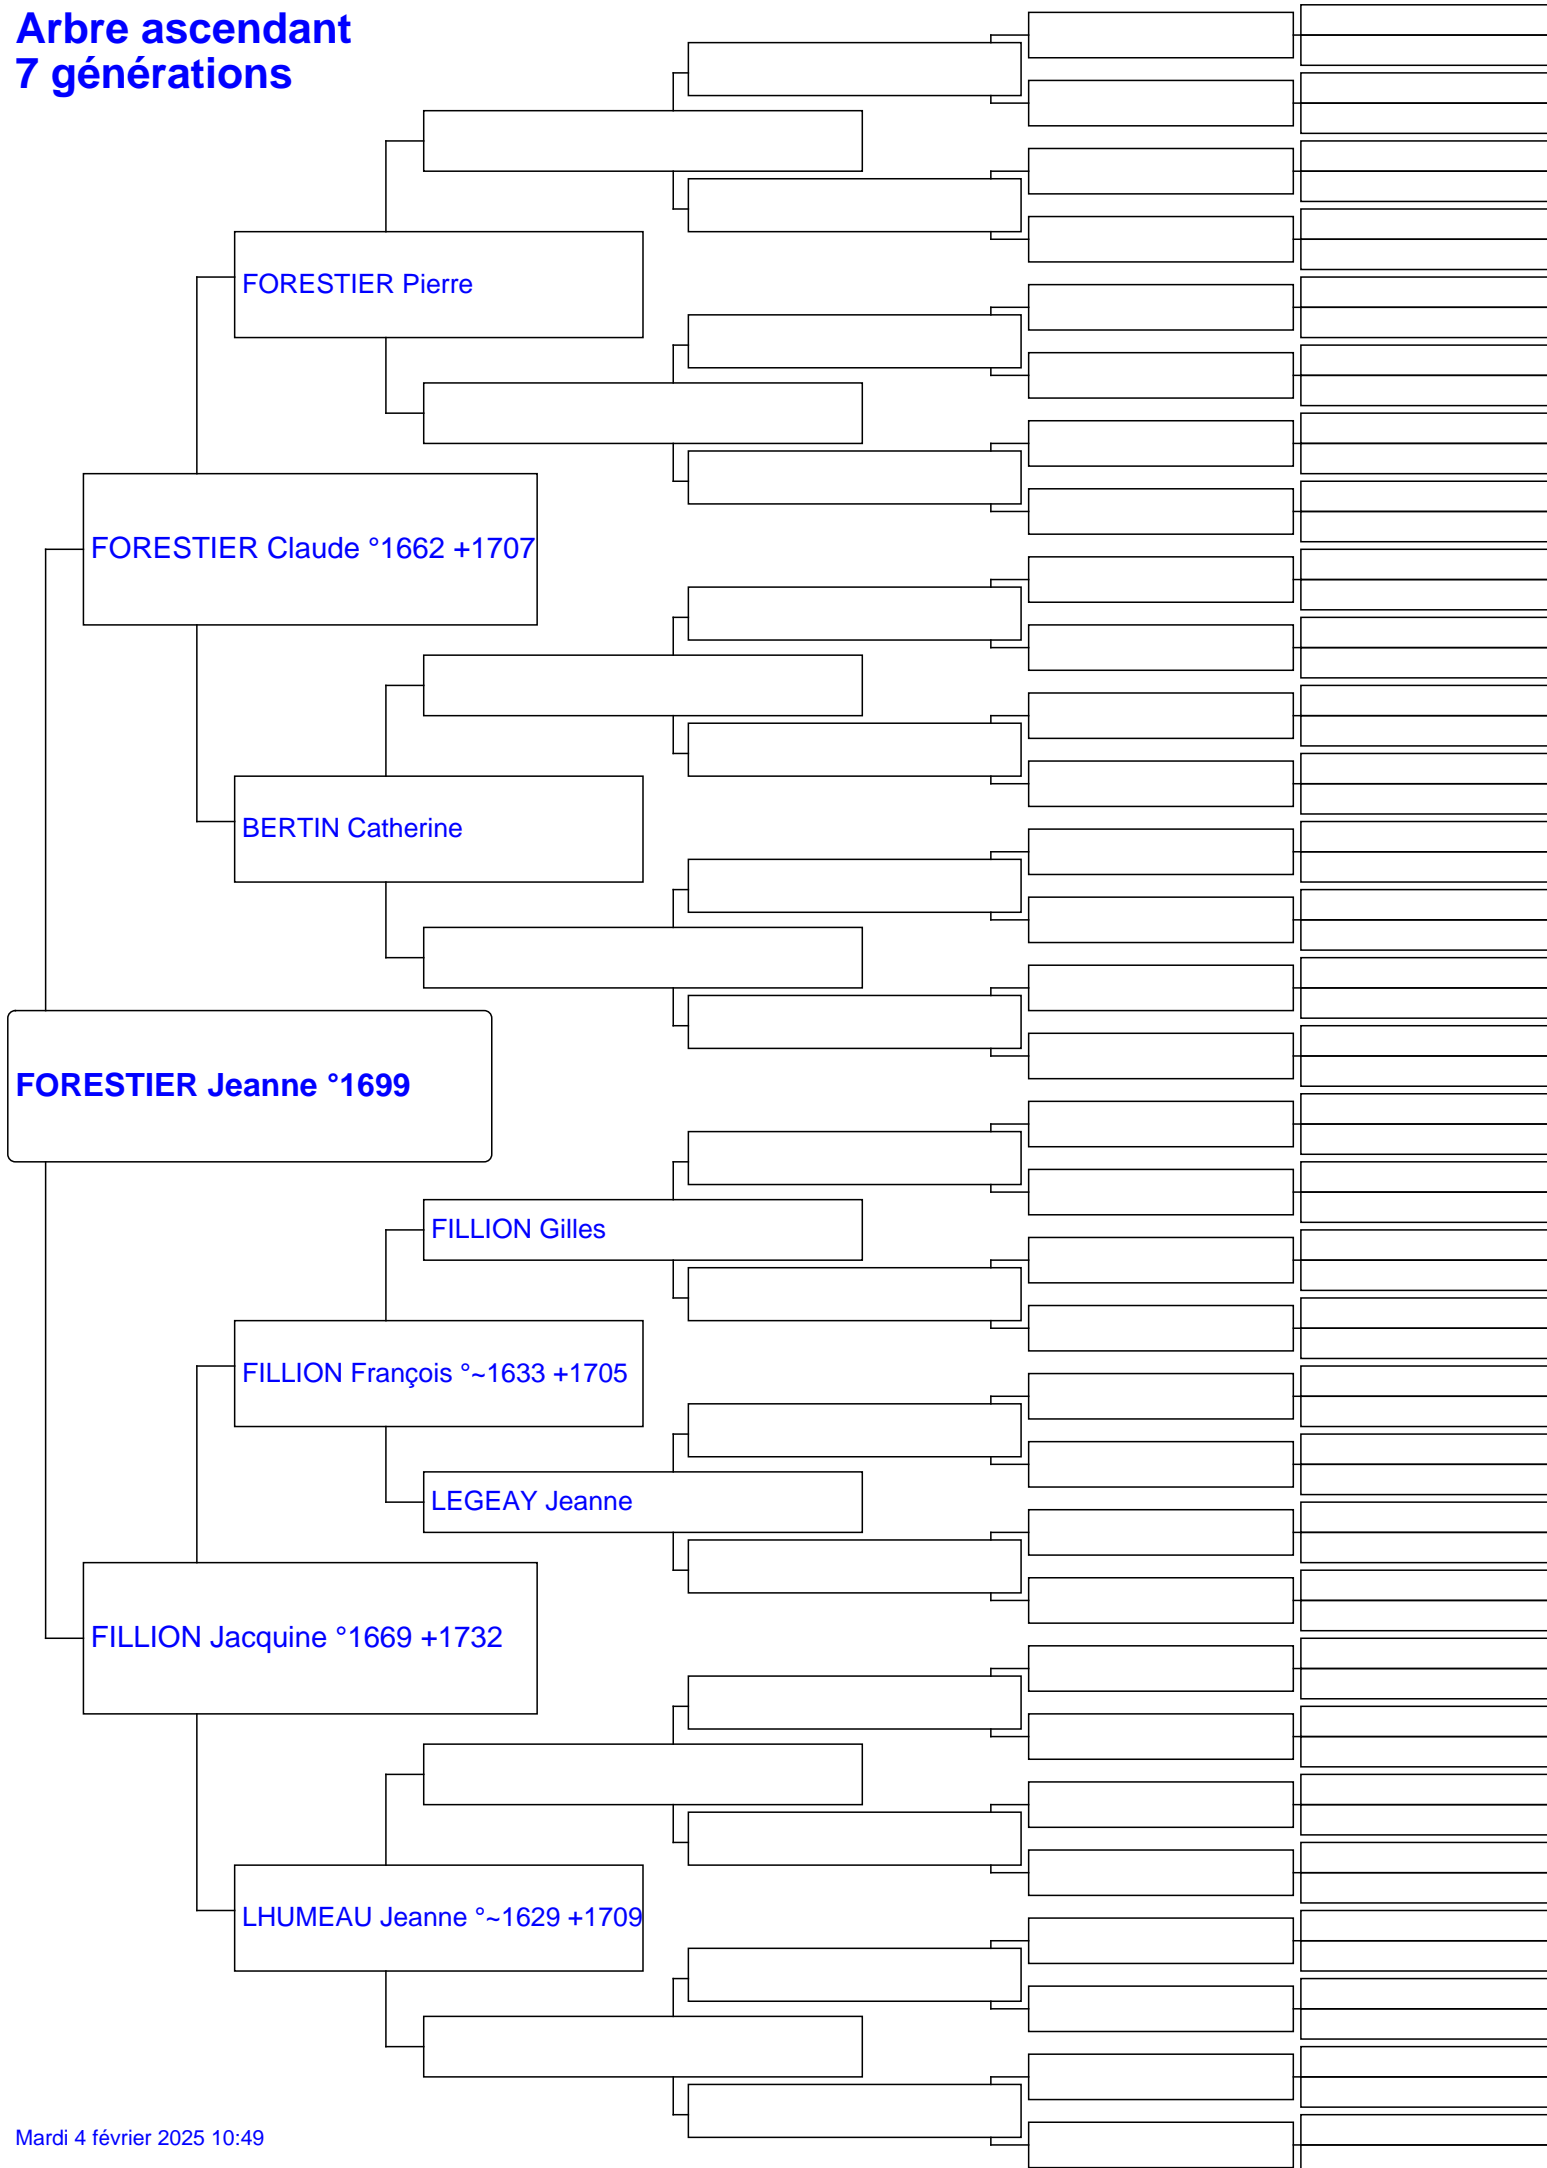 Arbre ascendant
7 générations
FORESTIER Pierre
FORESTIER Claude °1662 +1707
BERTIN Catherine
FORESTIER Jeanne °1699
FILLION Gilles
FILLION François °~1633 +1705
LEGEAY Jeanne
FILLION Jacquine °1669 +1732
LHUMEAU Jeanne °~1629 +1709
Mardi 4 février 2025 10:49